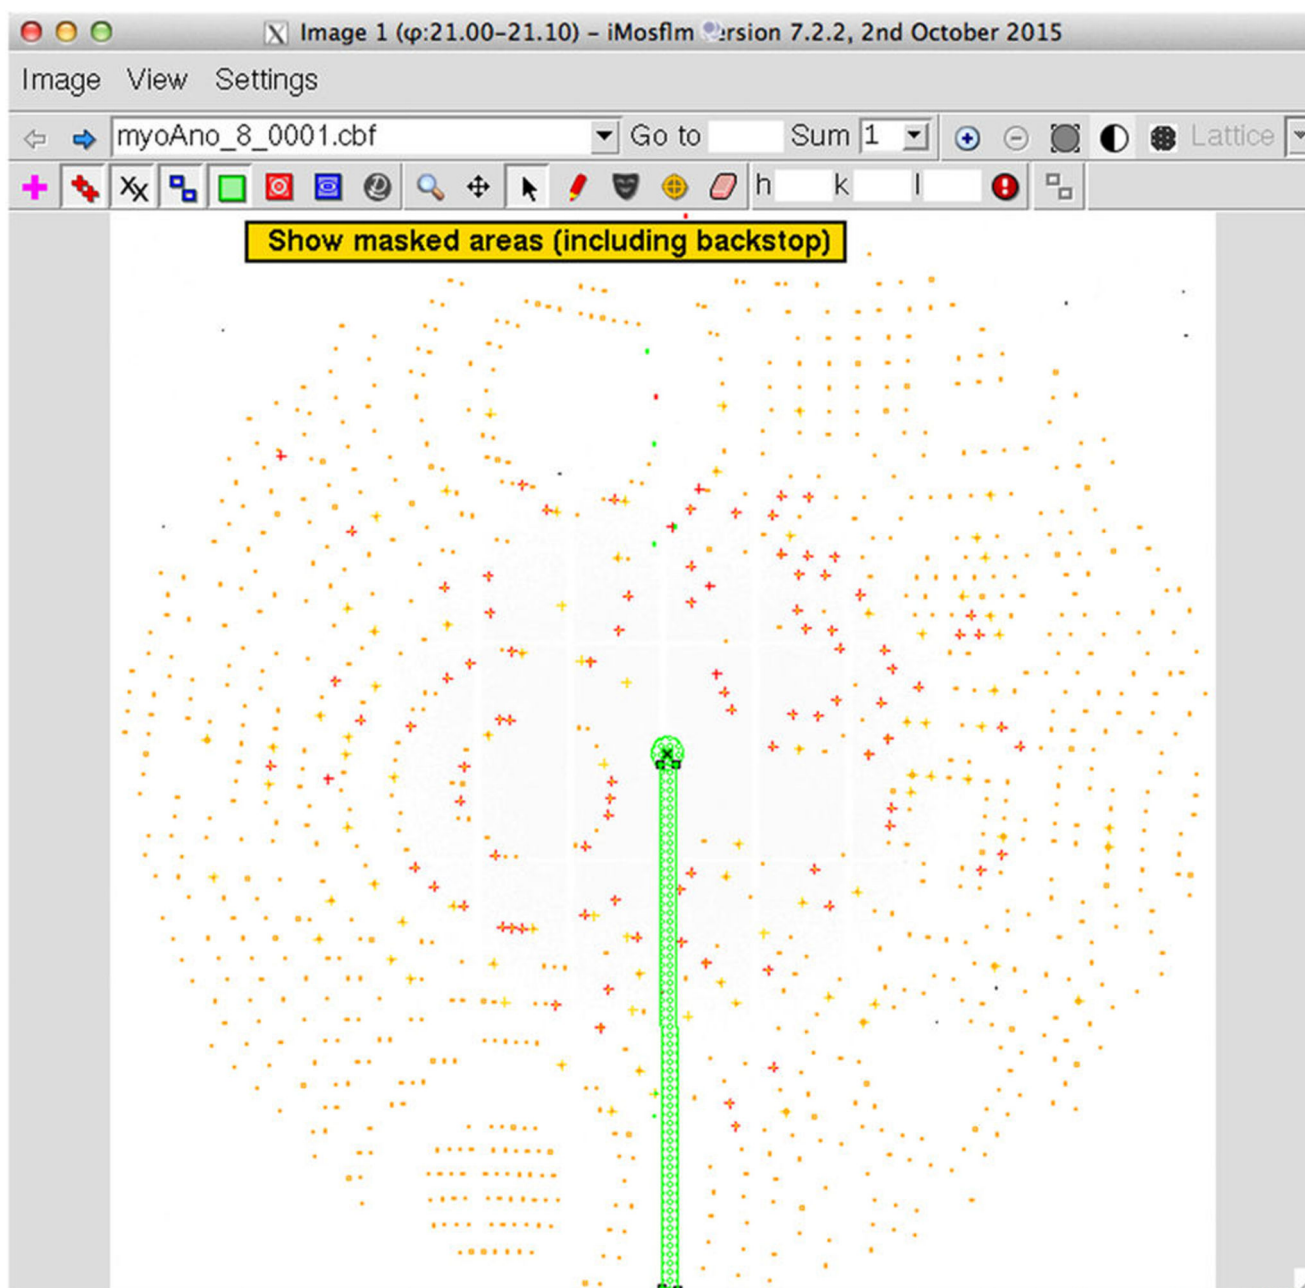 Image 1 (φ:21.00-21.10) – iMosflm version 7.2.2, 2nd October 2015
Image View Settings
myoAno_8_0001.cbf Go to Sum 1 Lattice
h k l
Show masked areas (including backstop)